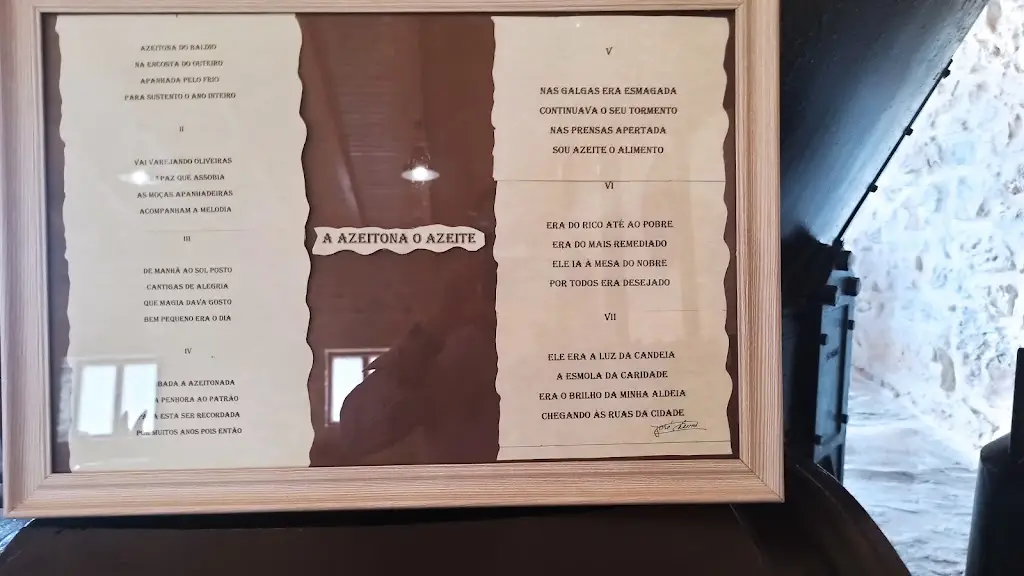 AZEITONA DO BALDIO
NA ENCOSTA DO OUTEIRO
APANHADA PELO FRIO
PARA SUSTENTO O ANO INTEIRO
II
VAI VAREJANDO OLIVEIRAS
QUE ASSOBIA
AS MOÇAS APANHADEIRAS
ACOMPANHAM A MELODIA
III
DE MANHÃ AO SOL POSTO
CANTIGAS DE ALEGRIA
QUE MAGIA DAVA GOSTO
BEM PEQUENO ERA O DIA
IV
A AZEITONADA
A PENHORA AO PATRÃO
ESTA SER RECORDADA
POR MUITOS ANOS POIS ENTÃO
A AZEITONA O AZEITE
V
NAS GALGAS ERA ESMAGADA
CONTINUAVA O SEU TORMENTO
NAS PRENSAS APERTADA
SOU AZEITE O ALIMENTO
VI
ERA DO RICO ATÉ AO POBRE
ERA DO MAIS REMEDIADO
ELE IA À MESA DO NOBRE
POR TODOS ERA DESEJADO
VII
ELE ERA A LUZ DA CANDEIA
A ESMOLA DA CARIDADE
ERA O BRILHO DA MINHA ALDEIA
CHEGANDO ÀS RUAS DA CIDADE